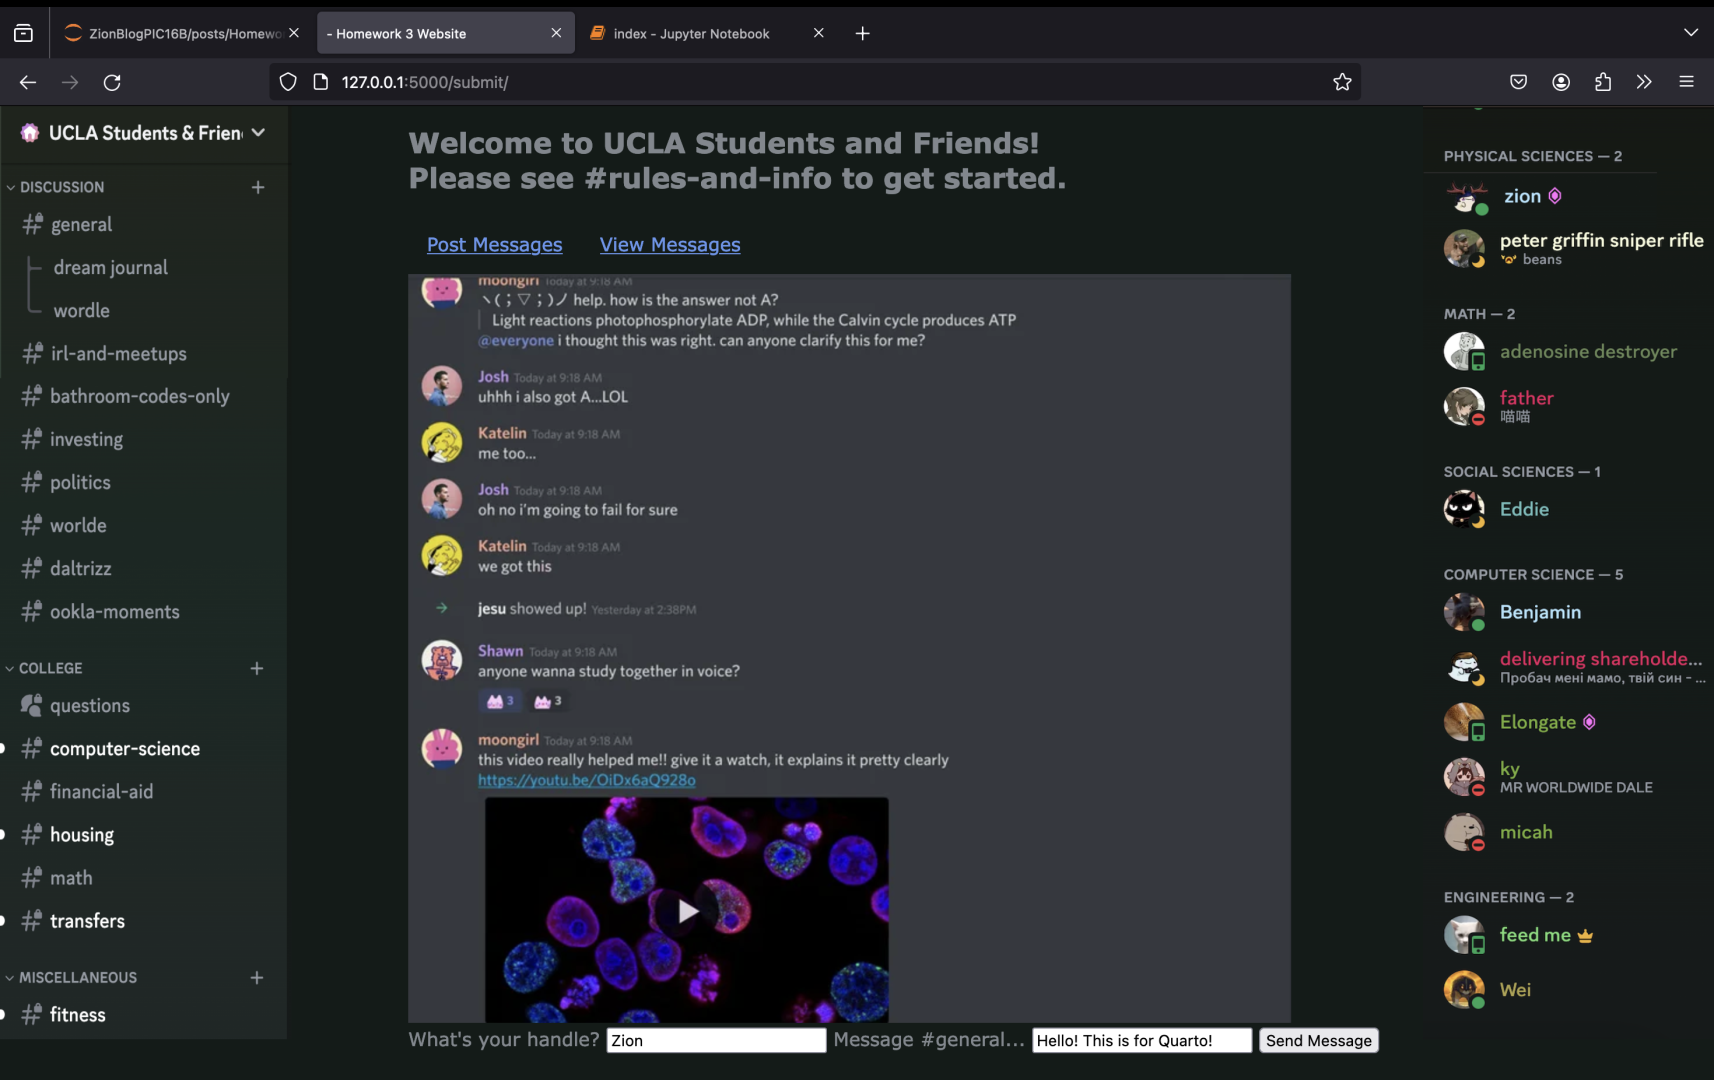 ZionBlogPIC16B/posts/Homewo
- Homework 3 Website
index - Jupyter Notebook
127.0.0.1:5000/submit/
UCLA Students & Frien
DISCUSSION
general
dream journal
wordle
irl-and-meetups
bathroom-codes-only
investing
politics
worlde
daltrizz
ookla-moments
COLLEGE
questions
computer-science
financial-aid
housing
math
transfers
MISCELLANEOUS
fitness
Welcome to UCLA Students and Friends!
Please see #rules-and-info to get started.
Post Messages
View Messages
moongirl Today at 9:18 AM
ヽ(；▽；)ノ help. how is the answer not A?
Light reactions photophosphorylate ADP, while the Calvin cycle produces ATP
@everyone i thought this was right. can anyone clarify this for me?
Josh Today at 9:18 AM
uhhh i also got A...LOL
Katelin Today at 9:18 AM
me too...
Josh Today at 9:18 AM
oh no i'm going to fail for sure
Katelin Today at 9:18 AM
we got this
jesu showed up! Yesterday at 2:38PM
Shawn Today at 9:18 AM
anyone wanna study together in voice?
3 3
moongirl Today at 9:18 AM
this video really helped me!! give it a watch, it explains it pretty clearly
https://youtu.be/OiDx6aQ928o
What's your handle? Zion Message #general... Hello! This is for Quarto! Send Message
PHYSICAL SCIENCES — 2
zion
peter griffin sniper rifle
beans
MATH — 2
adenosine destroyer
father
喵喵
SOCIAL SCIENCES — 1
Eddie
COMPUTER SCIENCE — 5
Benjamin
delivering shareholde...
Пробач мені мамо, твій син - ...
Elongate
ky
MR WORLDWIDE DALE
micah
ENGINEERING — 2
feed me
Wei